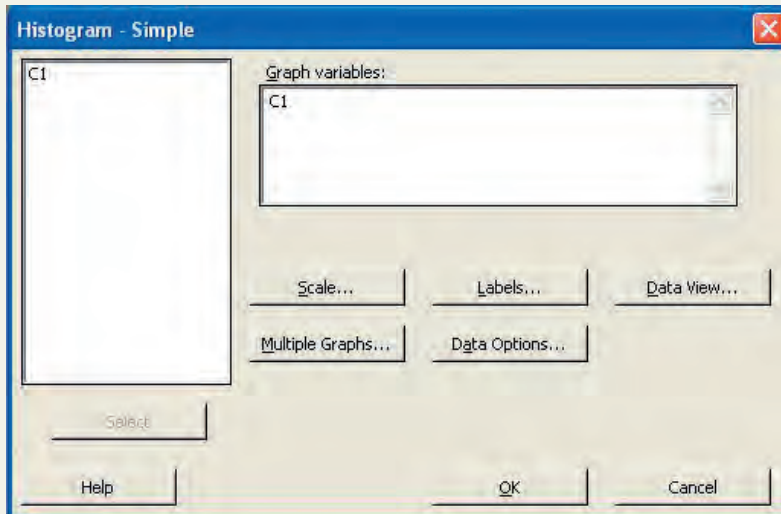 Histogram - Simple
C1
Graph variables:
C1
Scale...
Labels...
Data View...
Multiple Graphs...
Data Options...
Select
Help
OK
Cancel